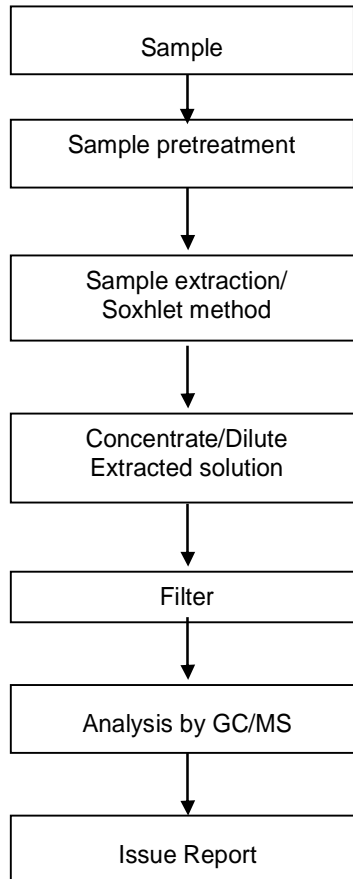 Sample
Sample pretreatment
Sample extraction/
Soxhlet method
Concentrate/Dilute
Extracted solution
Filter
Analysis by GC/MS
Issue Report